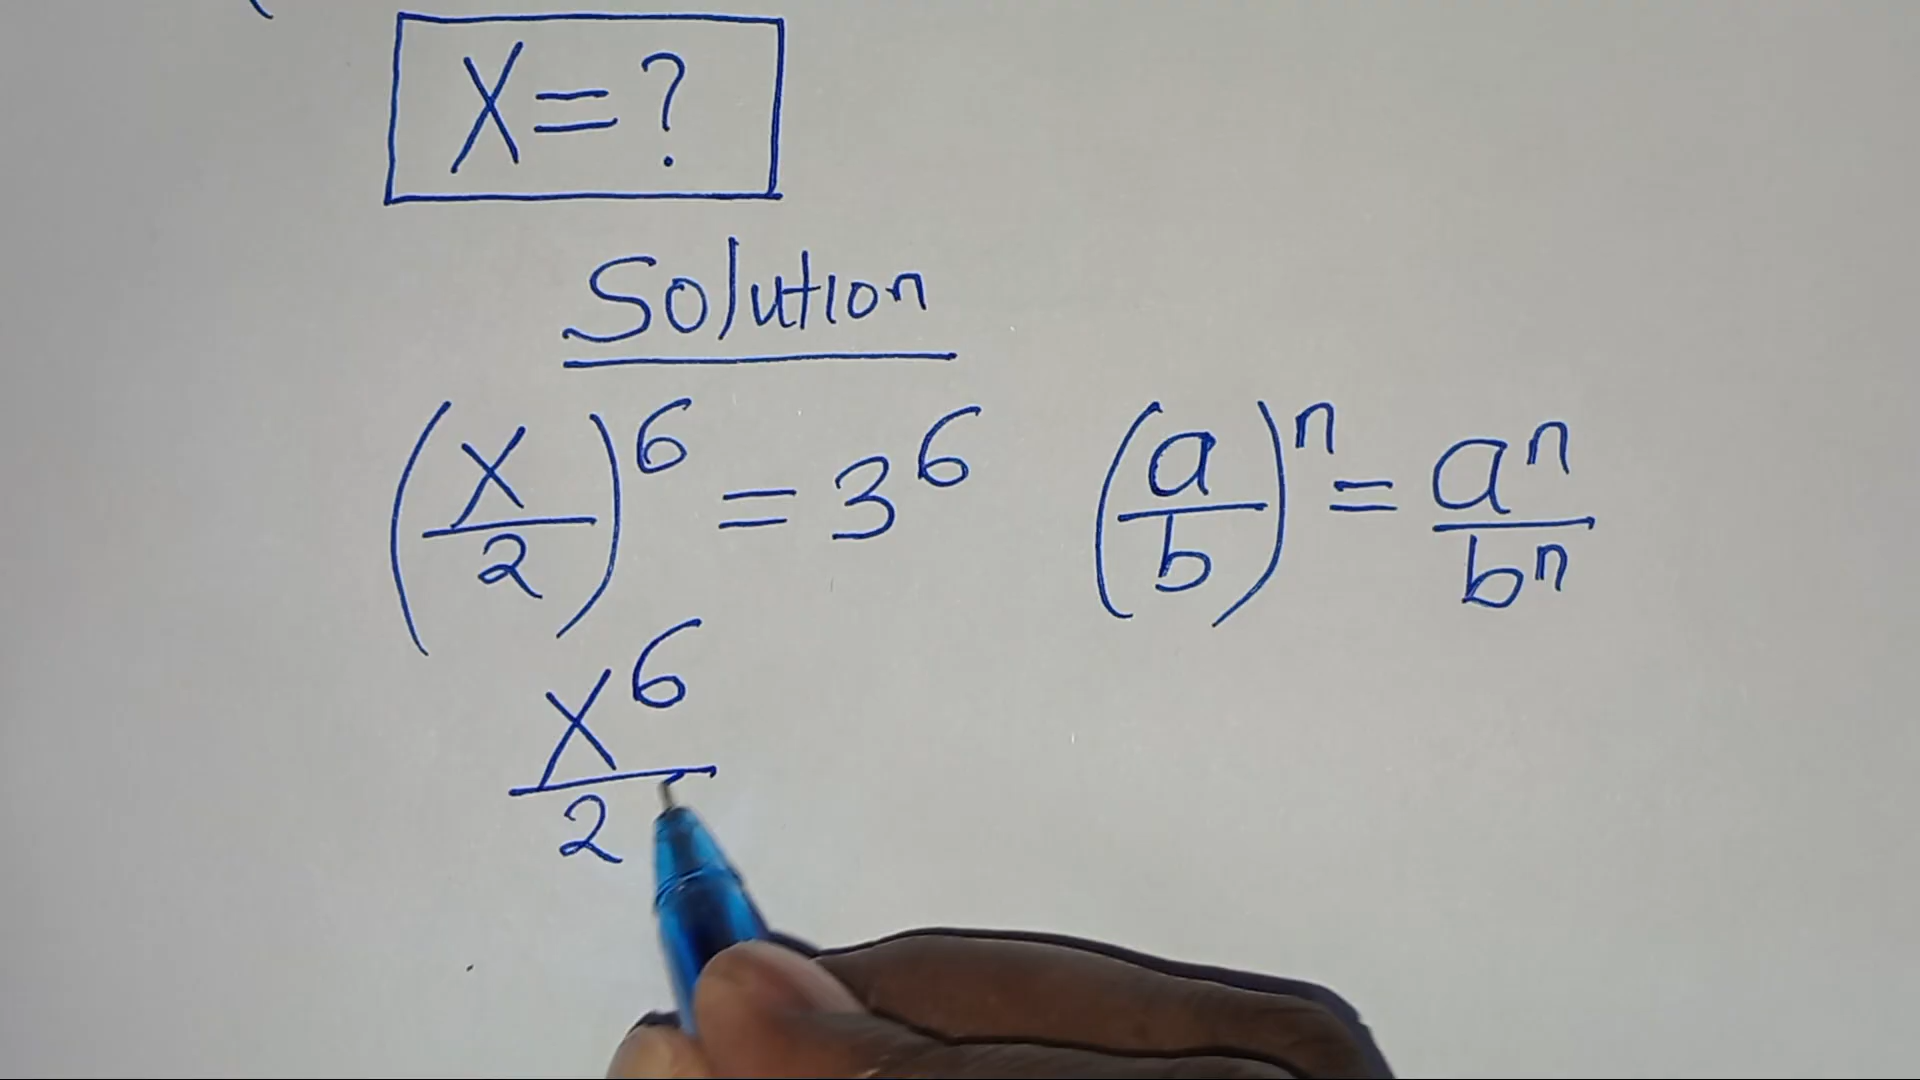 X=?
Solution
(x/2)^6 = 3^6 (a/b)^n = a^n/b^n
x^6/2